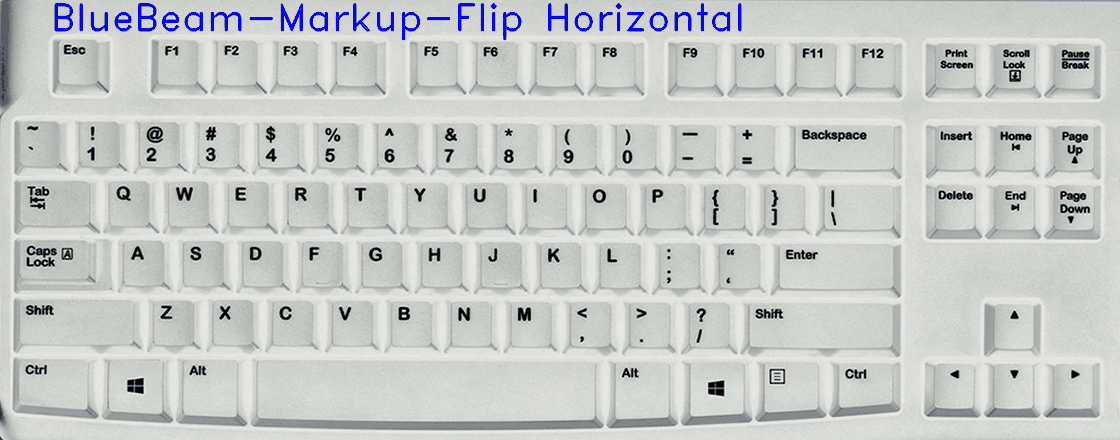 BlueBeam-Markup-Flip Horizontal
Esc F1 F2 F3 F4 F5 F6 F7 F8 F9 F10 F11 F12 Print Screen Scroll Lock Pause Break
~ ! @ # $ % ^ & * ( ) — + Backspace Insert Home Page Up
` 1 2 3 4 5 6 7 8 9 0 – =
Tab Q W E R T Y U I O P { } | Delete End Page Down
[ ] \
Caps Lock A A S D F G H J K L : “ Enter
; ‘
Shift Z X C V B N M < > ? Shift
, . /
Ctrl Alt Alt Ctrl